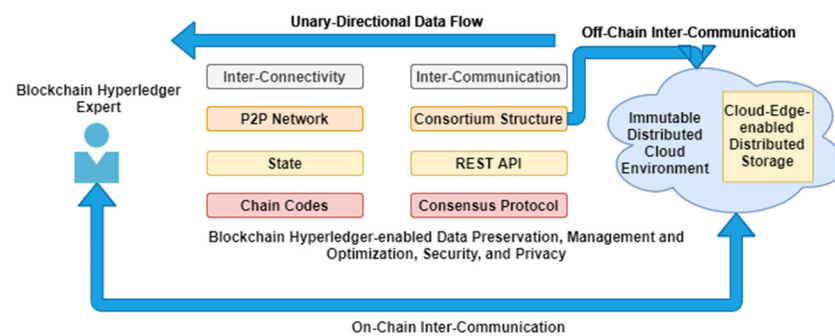 Unary-Directional Data Flow
Off-Chain Inter-Communication
Blockchain Hyperledger
Expert
Inter-Connectivity
Inter-Communication
P2P Network
Consortium Structure
State
REST API
Chain Codes
Consensus Protocol
Immutable
Distributed
Cloud
Environment
Cloud-Edge-
enabled
Distributed
Storage
Blockchain Hyperledger-enabled Data Preservation, Management and
Optimization, Security, and Privacy
On-Chain Inter-Communication